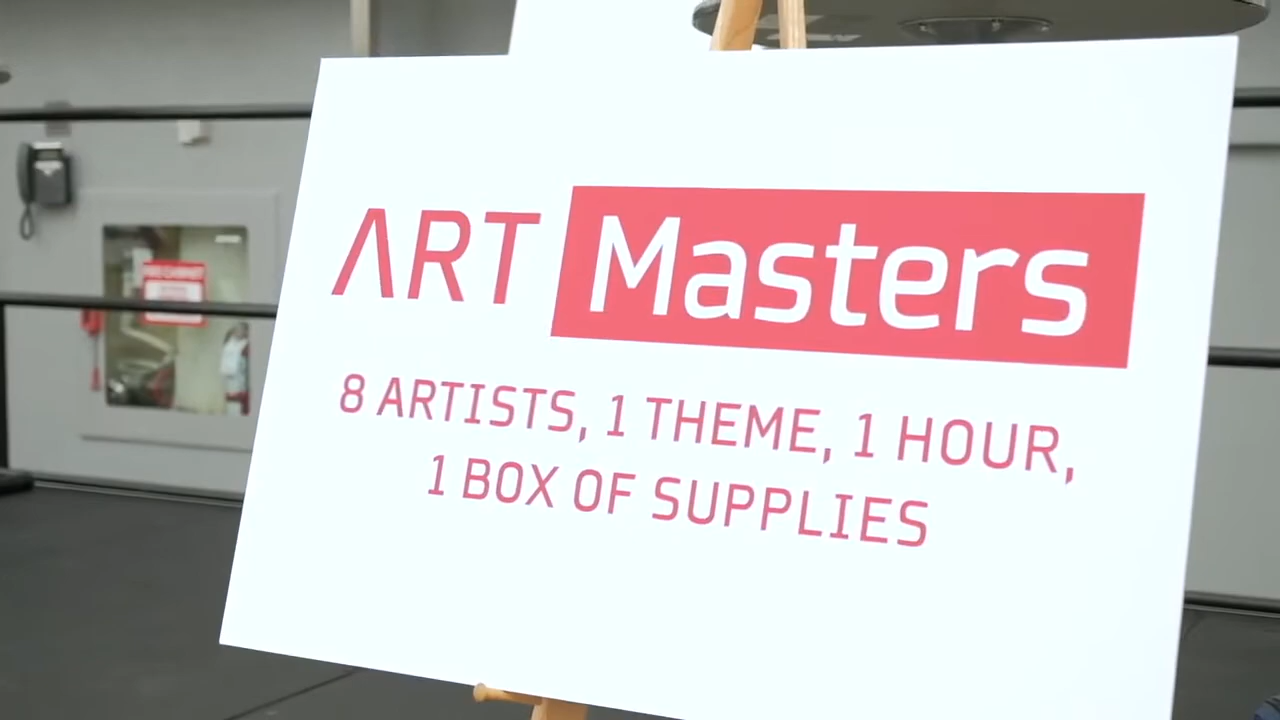 ART Masters
8 ARTISTS, 1 THEME, 1 HOUR,
1 BOX OF SUPPLIES